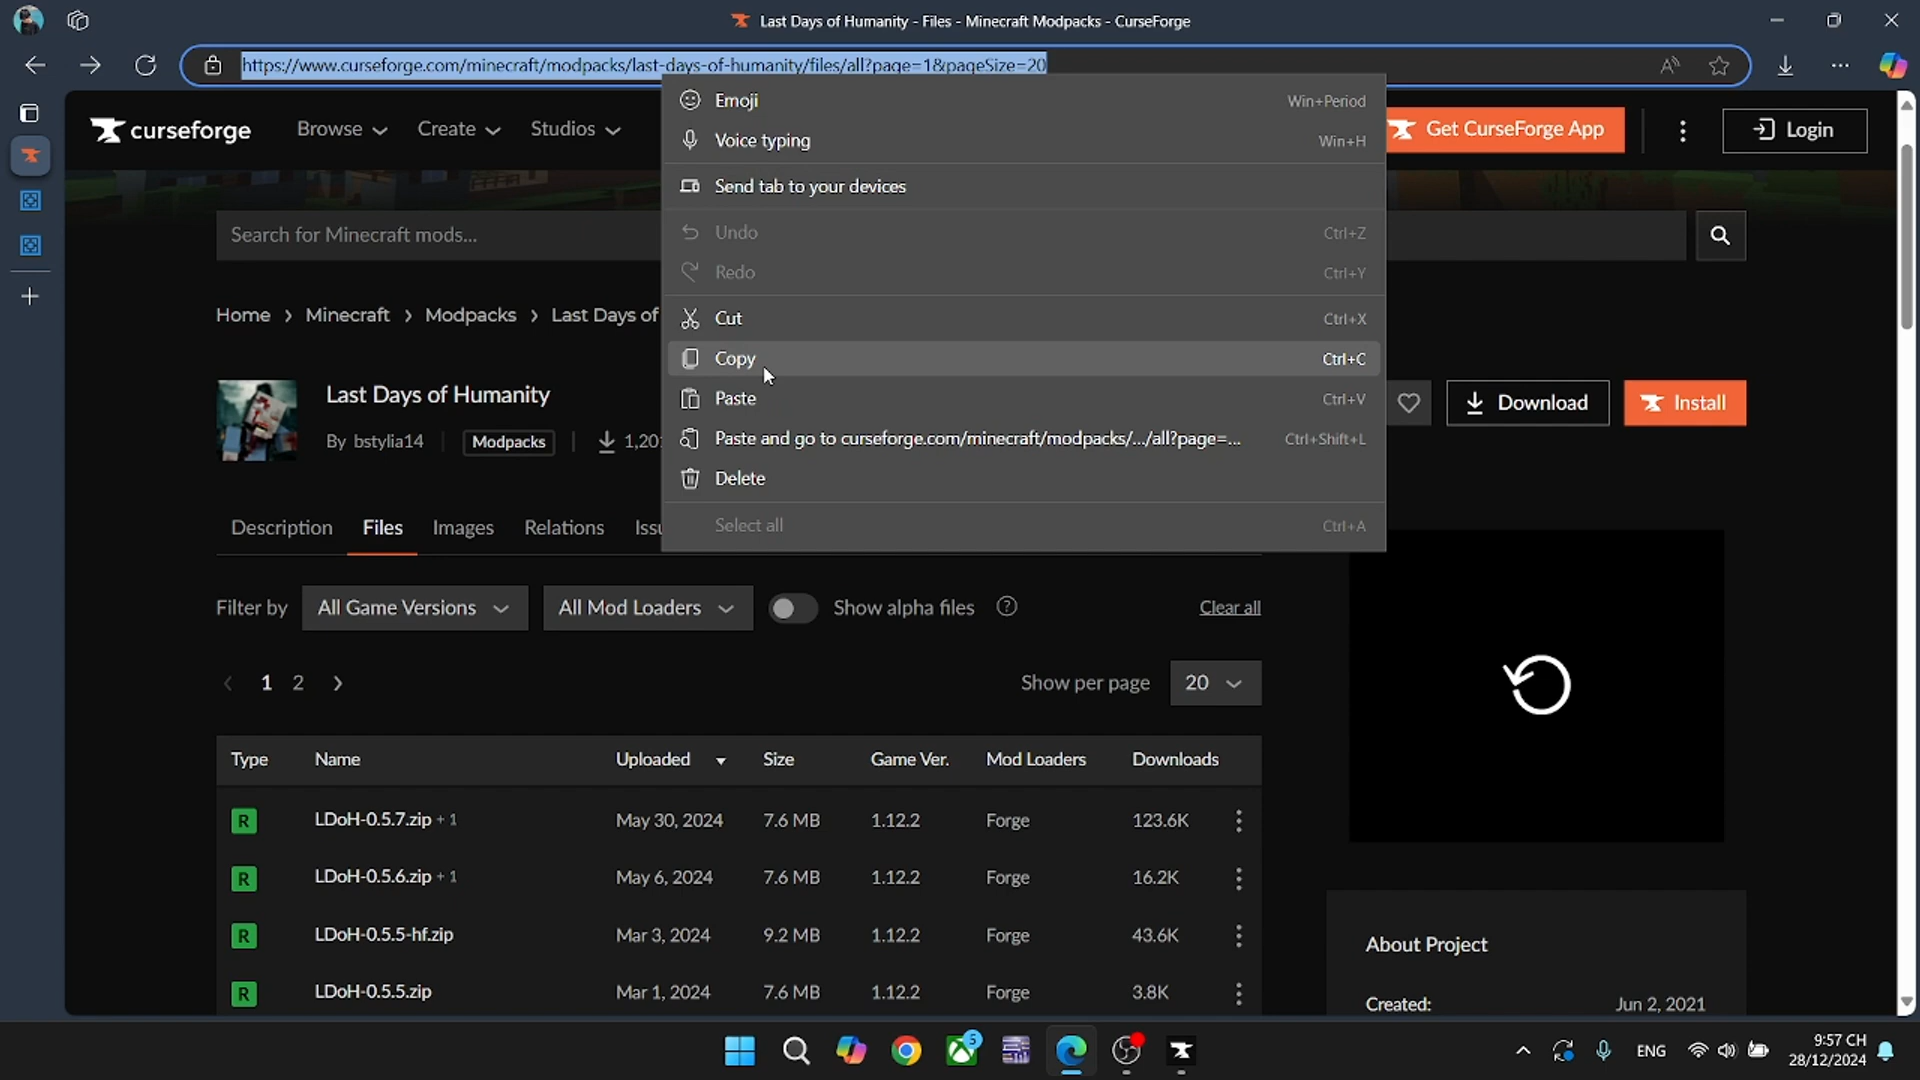 Last Days of Humanity - Files - Minecraft Modpacks - CurseForge
https://www.curseforge.com/minecraft/modpacks/last-days-of-humanity/files/all?page=1&pageSize=20
Emoji Win+Period
Voice typing Win+H
Send tab to your devices
Undo Ctrl+Z
Redo Ctrl+Y
Cut Ctrl+X
Copy Ctrl+C
Paste Ctrl+V
Paste and go to curseforge.com/minecraft/modpacks/.../all?page=... Ctrl+Shift+L
Delete
Select all Ctrl+A
curseforge Browse Create Studios Get CurseForge App Login
Search for Minecraft mods...
Home > Minecraft > Modpacks > Last Days of
Last Days of Humanity
Download Install
By bstylia14 Modpacks 1,20
Description Files Images Relations Issu
Filter by All Game Versions All Mod Loaders Show alpha files ? Clear all
< 1 2 > Show per page 20
Type Name Uploaded Size Game Ver. Mod Loaders Downloads
R LDoH-0.5.7.zip + 1 May 30, 2024 7.6 MB 1.12.2 Forge 123.6K
R LDoH-0.5.6.zip + 1 May 6, 2024 7.6 MB 1.12.2 Forge 16.2K
R LDoH-0.5.5-hf.zip Mar 3, 2024 9.2 MB 1.12.2 Forge 43.6K
R LDoH-0.5.5.zip Mar 1, 2024 7.6 MB 1.12.2 Forge 3.8K
About Project
Created: Jun 2, 2021
5
ENG
9:57 CH
28/12/2024